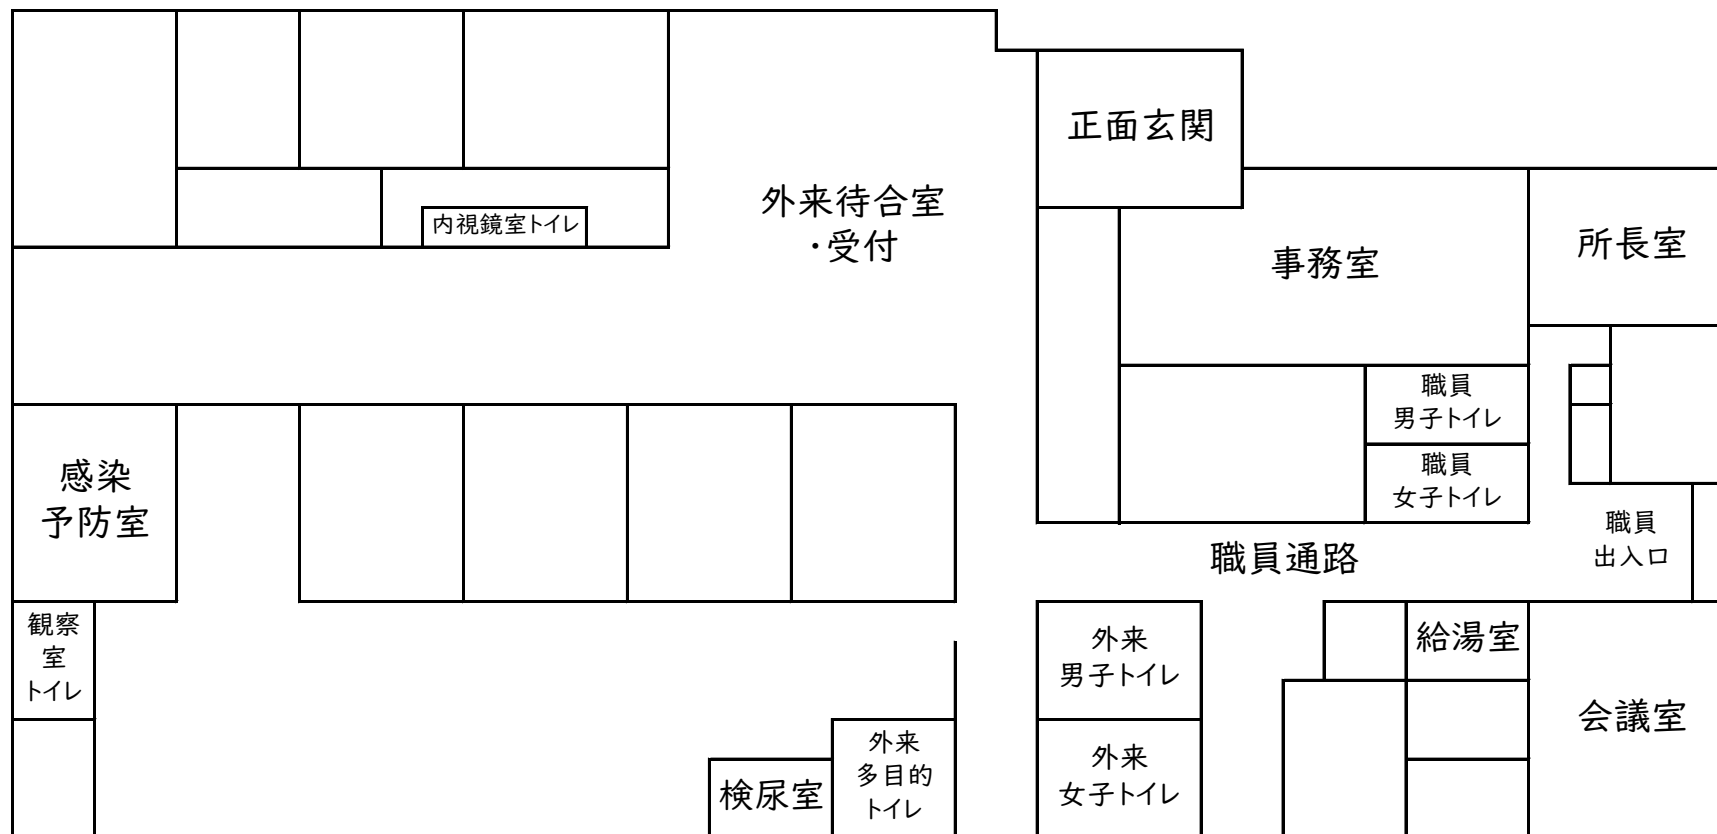 正面玄関
外来待合室
・受付
内視鏡室トイレ
事務室
所長室
職員
男子トイレ
職員
女子トイレ
感染
予防室
職員
出入口
職員通路
観察
室
トイレ
外来
男子トイレ
給湯室
会議室
外来
多目的
トイレ
検尿室
外来
女子トイレ